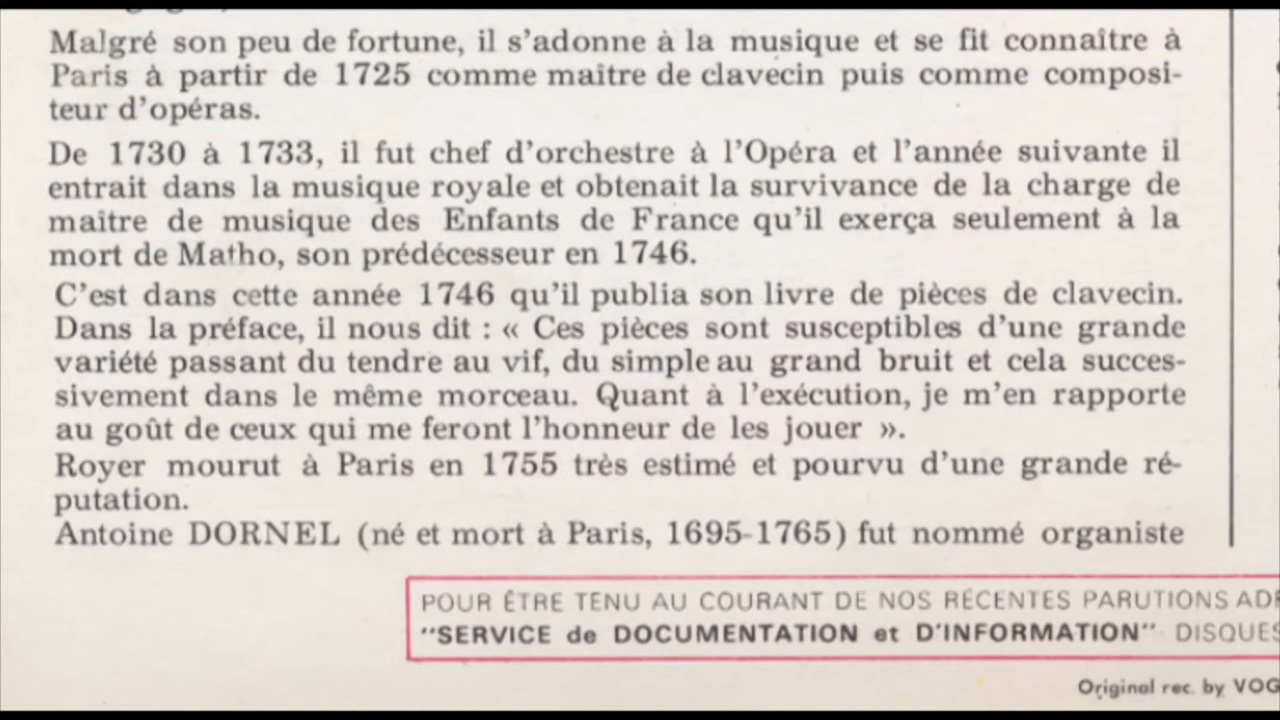 Malgré son peu de fortune, il s'adonne à la musique et se fit connaître à
Paris à partir de 1725 comme maître de clavecin puis comme composi-
teur d'opéras.
De 1730 à 1733, il fut chef d'orchestre à l'Opéra et l'année suivante il
entrait dans la musique royale et obtenait la survivance de la charge de
maître de musique des Enfants de France qu'il exerça seulement à la
mort de Matho, son prédécesseur en 1746.
C'est dans cette année 1746 qu'il publia son livre de pièces de clavecin.
Dans la préface, il nous dit : « Ces pièces sont susceptibles d'une grande
variété passant du tendre au vif, du simple au grand bruit et cela succes-
sivement dans le même morceau. Quant à l'exécution, je m'en rapporte
au goût de ceux qui me feront l'honneur de les jouer ».
Royer mourut à Paris en 1755 très estimé et pourvu d'une grande ré-
putation.
Antoine DORNEL (né et mort à Paris, 1695-1765) fut nommé organiste
POUR ÊTRE TENU AU COURANT DE NOS RÉCENTES PARUTIONS
"SERVICE de DOCUMENTATION et D'INFORMATION" DISQUES
Original rec. by VOG